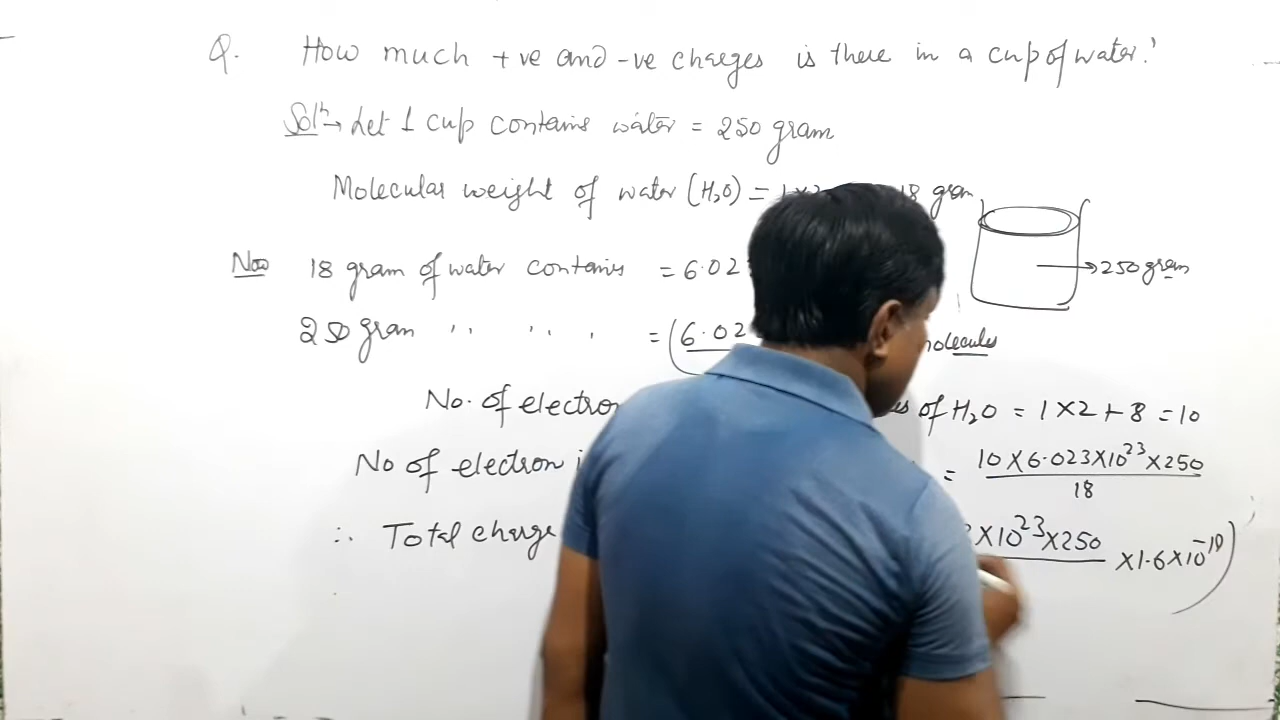 Q. How much +ve and -ve charges is there in a cup of water?
Solⁿ→ Let 1 cup contains water = 250 gram
Molecular weight of water (H₂O) = 1×2 18 gram
Now 18 gram of water contains = 6.02
250 gram ,, ,, ,, = (6.02 molecules
→250 gram
No. of electron of H₂O = 1×2+8 = 10
No of electron = 10×6.023×10²³×250
18
∴ Total charge ×10²³×250 ×1.6×10⁻¹⁹)